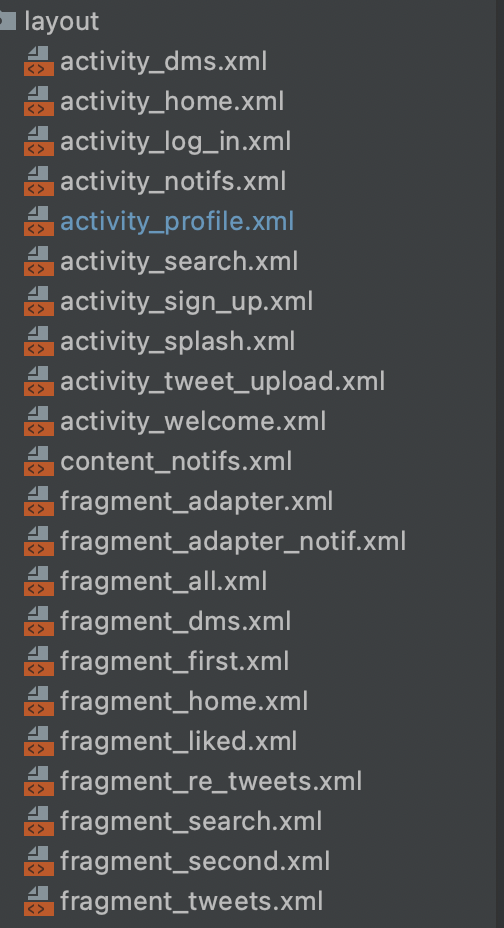 layout
activity_dms.xml
activity_home.xml
activity_log_in.xml
activity_notifs.xml
activity_profile.xml
activity_search.xml
activity_sign_up.xml
activity_splash.xml
activity_tweet_upload.xml
activity_welcome.xml
content_notifs.xml
fragment_adapter.xml
fragment_adapter_notif.xml
fragment_all.xml
fragment_dms.xml
fragment_first.xml
fragment_home.xml
fragment_liked.xml
fragment_re_tweets.xml
fragment_search.xml
fragment_second.xml
fragment_tweets.xml